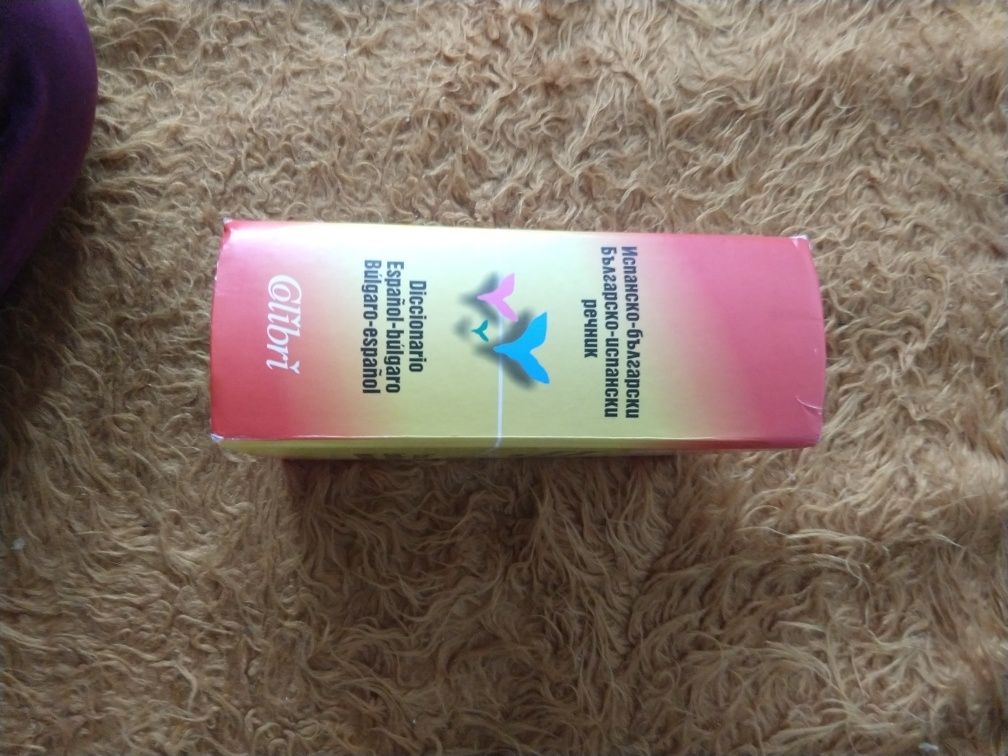 Испанско-български
Българско-испански
речник
Diccionario
Español-búlgaro
Búlgaro-español
Colibri